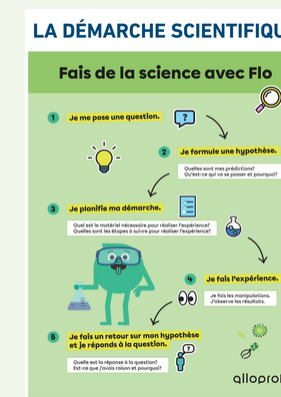 LA DÉMARCHE SCIENTIFIQU
Fais de la science avec Flo
1 Je me pose une question.
?
2 Je formule une hypothèse.
Quelles sont mes prédictions?
Qu'est-ce qui va se passer et pourquoi?
3 Je planifie ma démarche.
Quel est le matériel nécessaire pour réaliser l'expérience?
Quelles sont les étapes à suivre pour réaliser l'expérience?
4 Je fais l'expérience.
Je fais les manipulations.
J'observe les résultats.
5 Je fais un retour sur mon hypothèse
et je réponds à la question.
Quelle est la réponse à la question?
Est-ce que j'avais raison et pourquoi?
?
alloprof